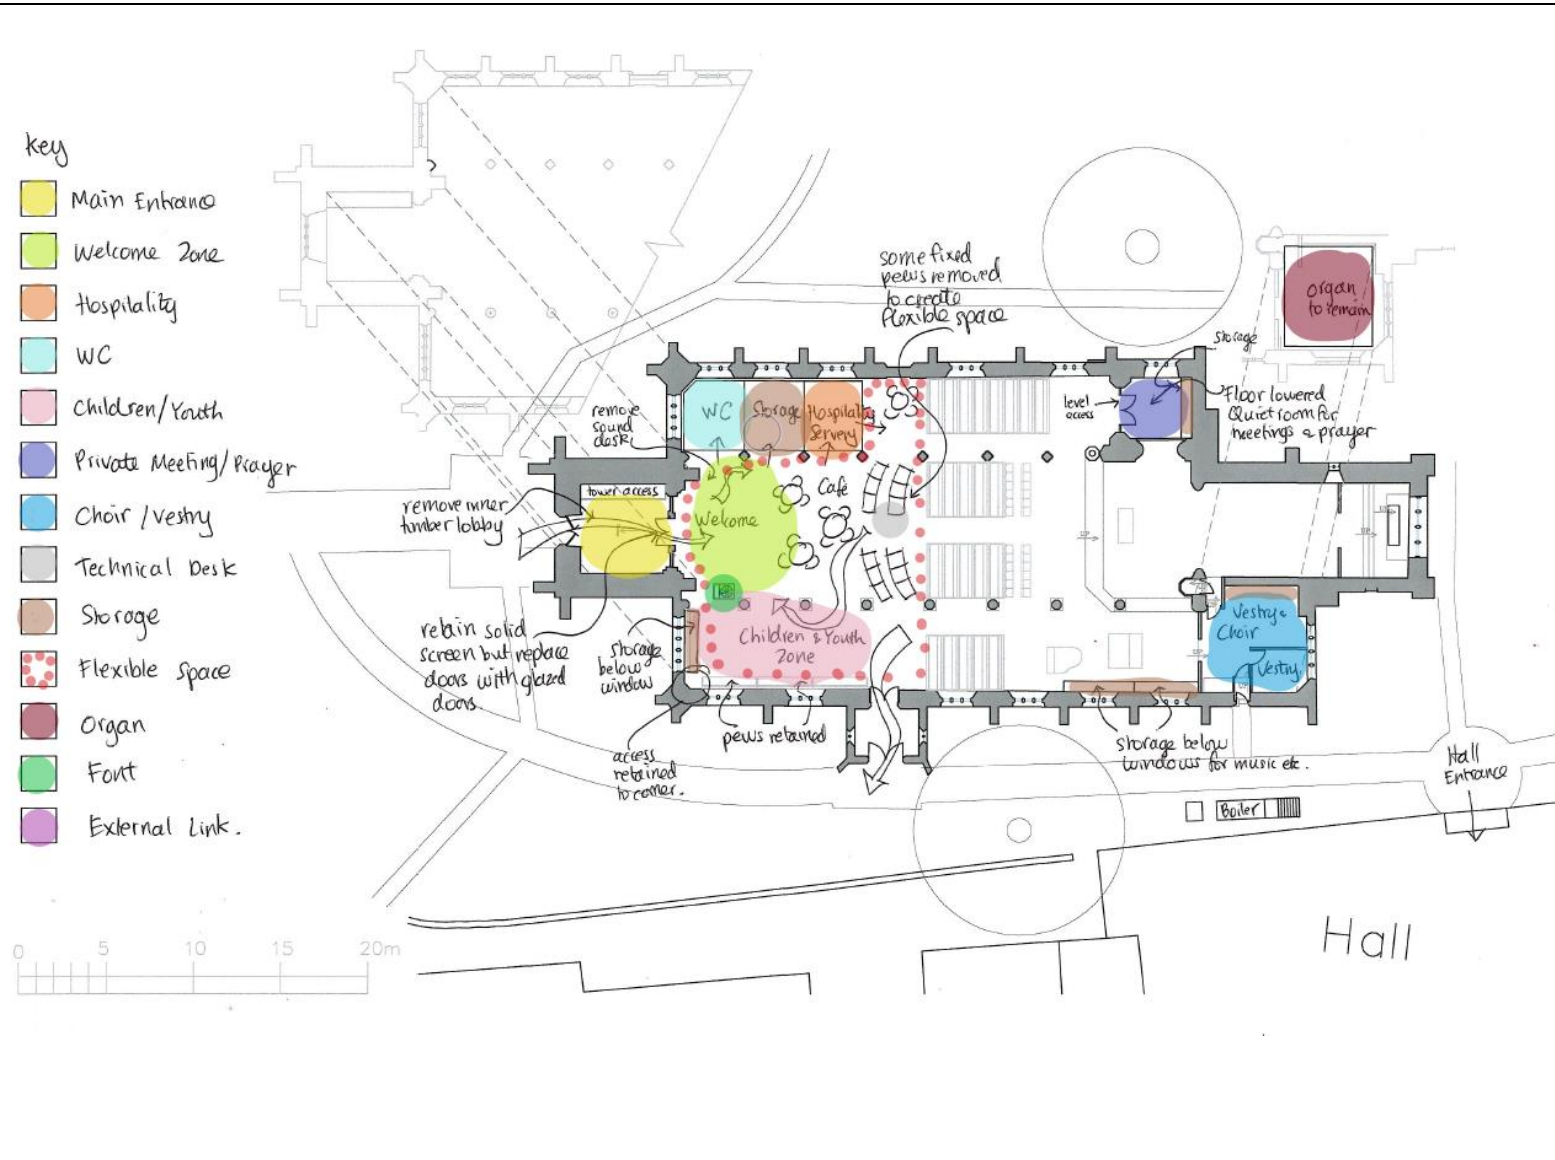 key
Main Entrance
Welcome Zone
Hospitality
WC
Children/Youth
Private Meeting/Prayer
Choir / Vestry
Technical Desk
Storage
Flexible space
Organ
Font
External Link.
0 5 10 15 20m
some fixed
pews removed
to create
flexible space
organ
to remain
storage
Floor lowered
Quiet room for
meetings & prayer
level
access
remove
sound
desk
WC
Storage
Hospitality
Servery
tower access
remove inner
timber lobby
Welcome
Café
UP
UP
UP
UP
retain solid
screen but replace
doors with glazed
doors.
storage
below
window
Children & Youth
Zone
Vestry &
Choir
Vestry
access
retained
to corner.
pews retained
storage below
windows for music etc.
Hall
Entrance
Boiler
Hall